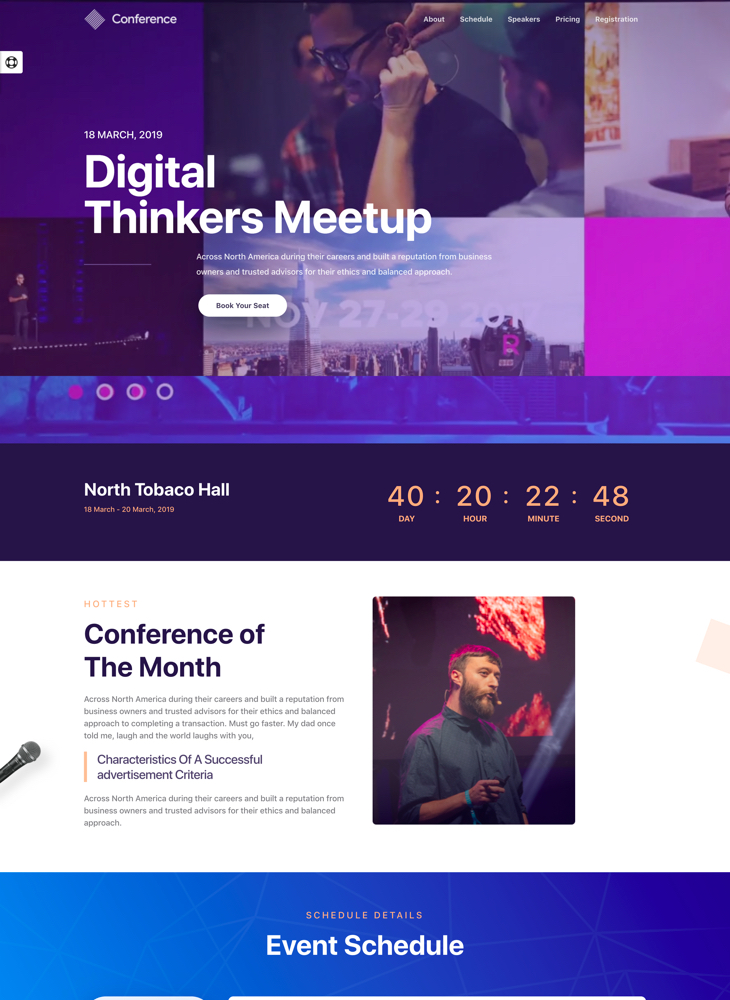 Conference
About Schedule Speakers Pricing Registration
18 MARCH, 2019
Digital
Thinkers Meetup
Across North America during their careers and built a reputation from business
owners and trusted advisors for their ethics and balanced approach.
Book Your Seat
NOV 27-29 201
R
North Tobaco Hall
18 March - 20 March, 2019
40 : 20 : 22 : 48
DAY HOUR MINUTE SECOND
HOTTEST
Conference of
The Month
Across North America during their careers and built a reputation from
business owners and trusted advisors for their ethics and balanced
approach to completing a transaction. Must go faster. My dad once
told me, laugh and the world laughs with you,
Characteristics Of A Successful
advertisement Criteria
Across North America during their careers and built a reputation from
business owners and trusted advisors for their ethics and balanced
approach.
SCHEDULE DETAILS
Event Schedule